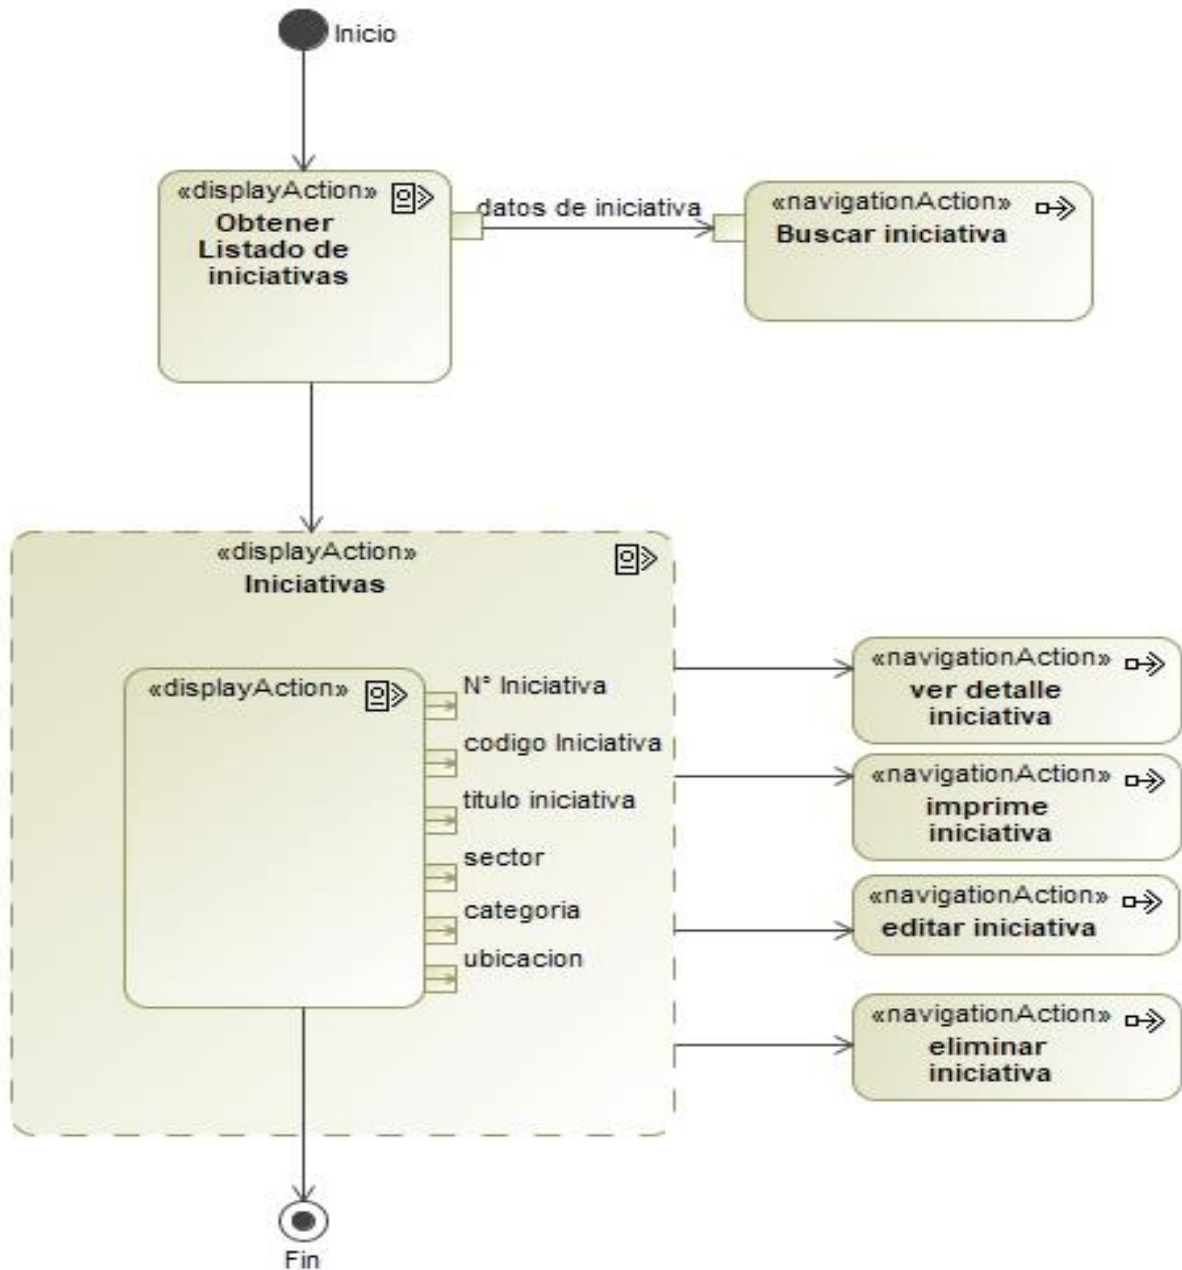 Inicio
«displayAction»
Obtener
Listado de
iniciativas
datos de iniciativa
«navigationAction»
Buscar iniciativa
«displayAction»
Iniciativas
«displayAction»
N° Iniciativa
codigo Iniciativa
titulo iniciativa
sector
categoria
ubicacion
«navigationAction»
ver detalle
iniciativa
«navigationAction»
imprime
iniciativa
«navigationAction»
editar iniciativa
«navigationAction»
eliminar
iniciativa
Fin